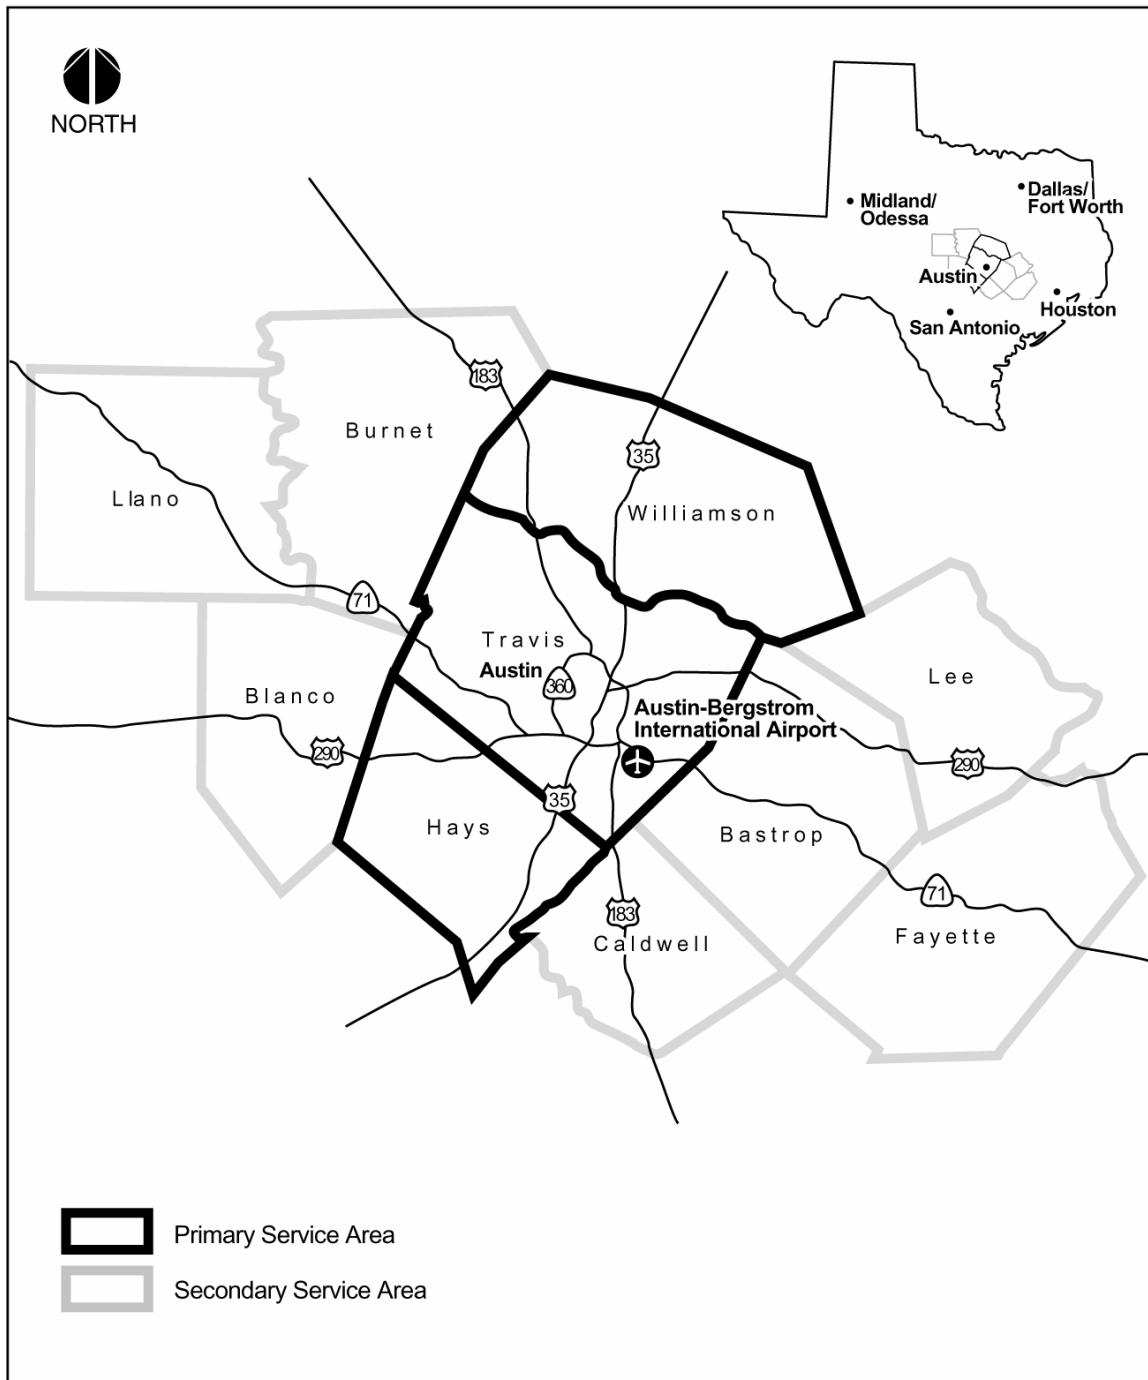 NORTH
Midland/
Odessa
Dallas/
Fort Worth
Austin
Houston
San Antonio
183
Burnet
35
Llano
Williamson
71
Travis
Austin
360
Lee
Blanco
Austin-Bergstrom
International Airport
290
290
35
Hays
Bastrop
71
183
Caldwell
Fayette
Primary Service Area
Secondary Service Area